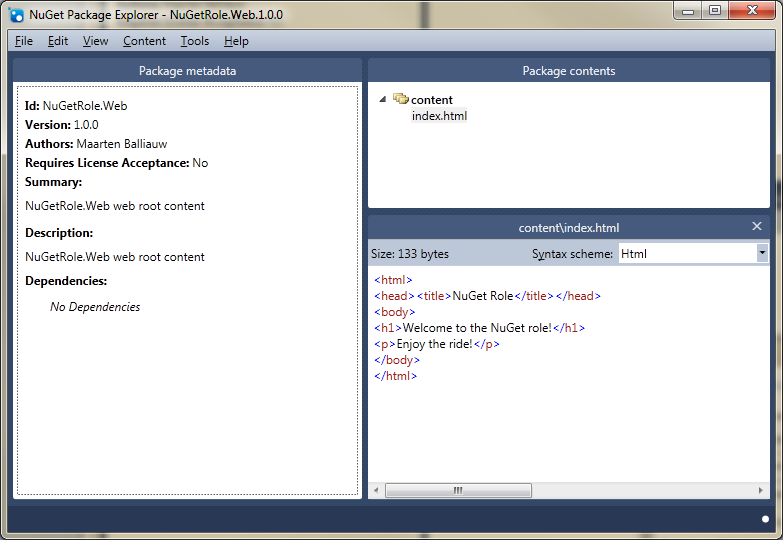 NuGet Package Explorer - NuGetRole.Web.1.0.0
File Edit View Content Tools Help
Package metadata
Id: NuGetRole.Web
Version: 1.0.0
Authors: Maarten Balliauw
Requires License Acceptance: No
Summary:
NuGetRole.Web web root content
Description:
NuGetRole.Web web root content
Dependencies:
No Dependencies
Package contents
content
index.html
content\index.html
Size: 133 bytes Syntax scheme: Html
<html>
<head><title>NuGet Role</title></head>
<body>
<h1>Welcome to the NuGet role!</h1>
<p>Enjoy the ride!</p>
</body>
</html>